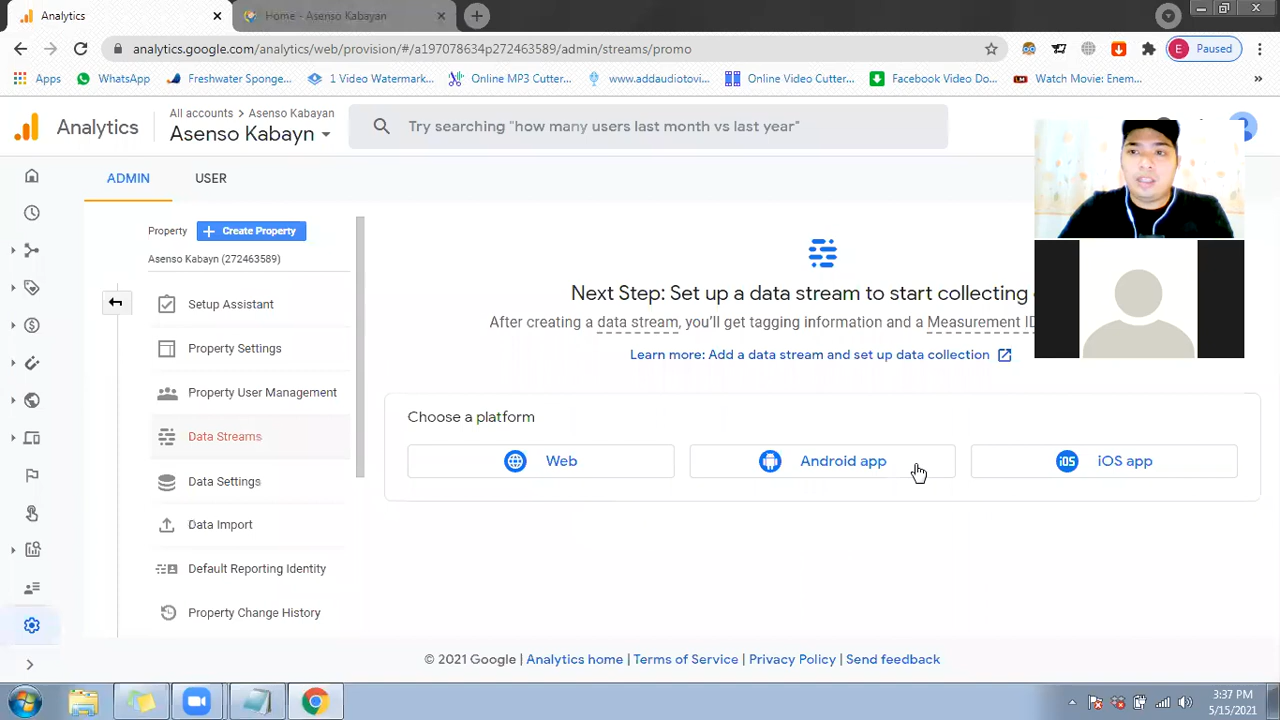 Analytics
Home - Asenso Kabayan
analytics.google.com/analytics/web/provision/#/a197078634p272463589/admin/streams/promo
E Paused
Apps
WhatsApp
Freshwater Sponge...
1 Video Watermark...
Online MP3 Cutter...
www.addaudiotovi...
Online Video Cutter...
Facebook Video Do...
Watch Movie: Enem...
Analytics
All accounts > Asenso Kabayan
Asenso Kabayn
Try searching "how many users last month vs last year"
ADMIN
USER
Property
Create Property
Asenso Kabayn (272463589)
Setup Assistant
Property Settings
Property User Management
Data Streams
Data Settings
Data Import
Default Reporting Identity
Property Change History
Next Step: Set up a data stream to start collecting
After creating a data stream, you'll get tagging information and a Measurement ID
Learn more: Add a data stream and set up data collection
Choose a platform
Web
Android app
iOS iOS app
© 2021 Google | Analytics home | Terms of Service | Privacy Policy | Send feedback
3:37 PM
5/15/2021